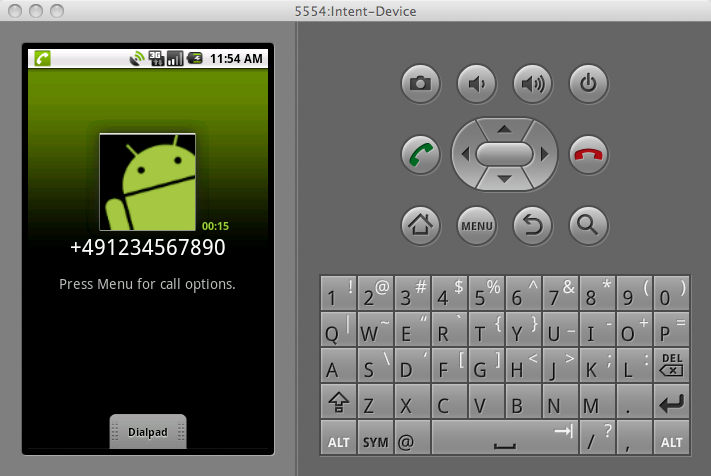 5554:Intent-Device
3G
11:54 AM
00:15
+491234567890
Press Menu for call options.
Dialpad
MENU
1 ! 2 @ 3 # 4 $ 5 % 6 ^ 7 & 8 * 9 ( 0 )
Q | W ~ E “ R ` T { Y } U _ I - O + P =
A S \ D ‘ F [ G ] H < J > K ; L : DEL
Z X C V B N M .
ALT SYM @ / ? , ALT